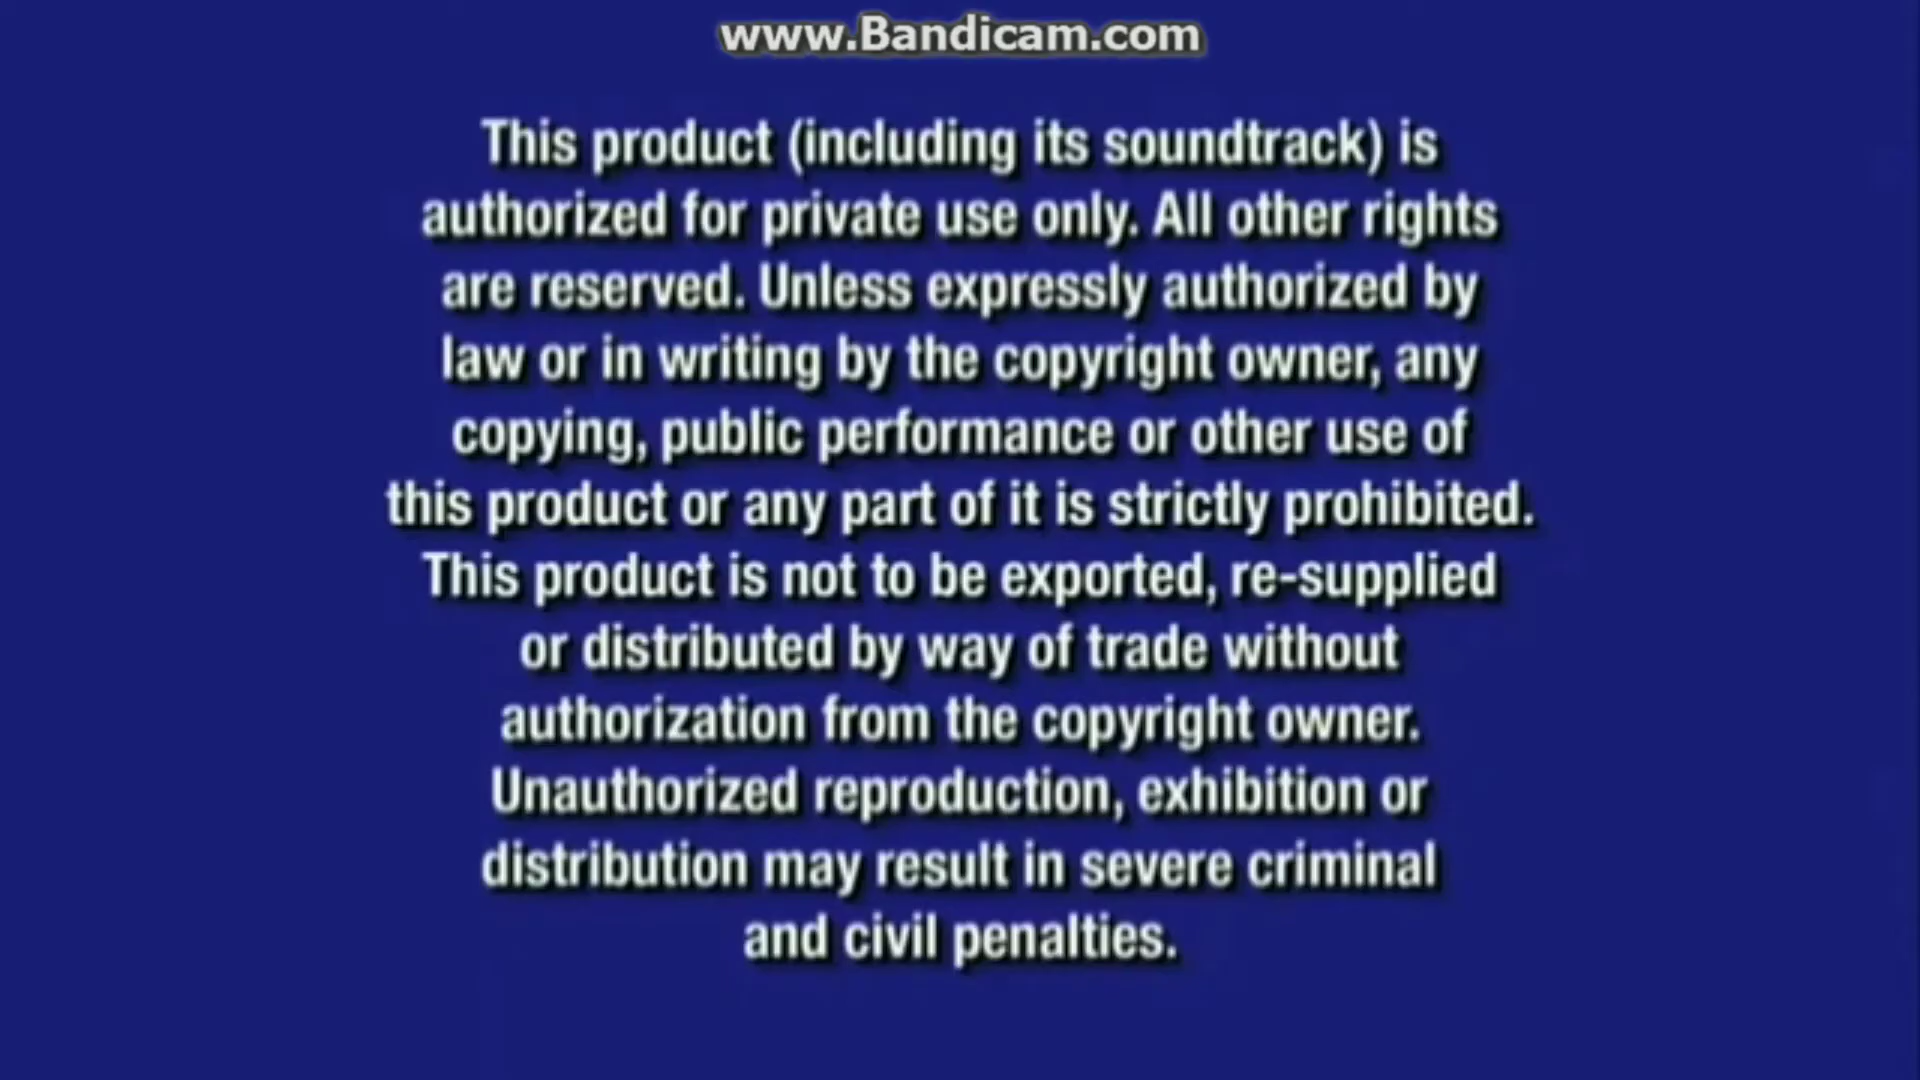 www.Bandicam.com
This product (including its soundtrack) is
authorized for private use only. All other rights
are reserved. Unless expressly authorized by
law or in writing by the copyright owner, any
copying, public performance or other use of
this product or any part of it is strictly prohibited.
This product is not to be exported, re-supplied
or distributed by way of trade without
authorization from the copyright owner.
Unauthorized reproduction, exhibition or
distribution may result in severe criminal
and civil penalties.